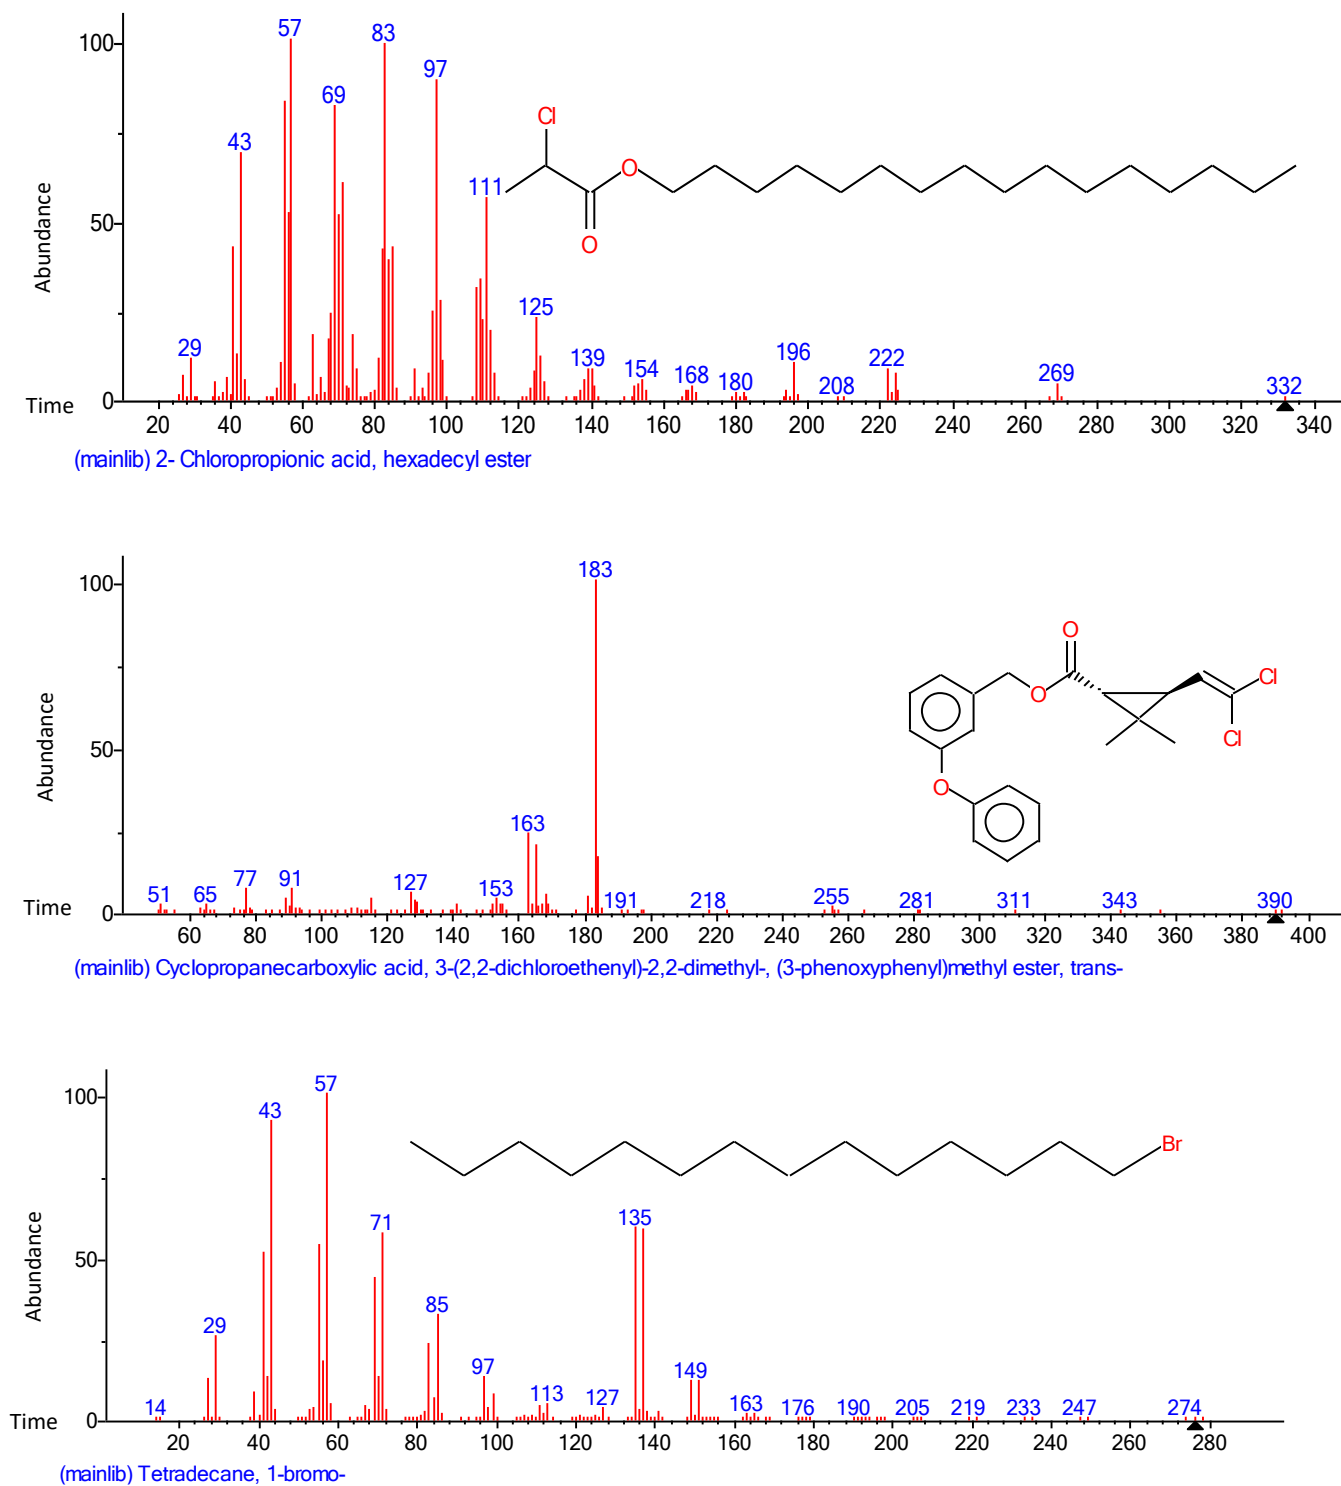 100
50
0
Abundance
Time
57
83
97
69
43
111
29
125
139
154
168
180
196
208
222
269
332
Cl
O
O
20 40 60 80 100 120 140 160 180 200 220 240 260 280 300 320 340
(mainlib) 2- Chloropropionic acid, hexadecyl ester
100
50
0
Abundance
Time
183
163
51
65
77
91
127
153
191
218
255
281
311
343
390
O
O
Cl
Cl
O
60 80 100 120 140 160 180 200 220 240 260 280 300 320 340 360 380 400
(mainlib) Cyclopropanecarboxylic acid, 3-(2,2-dichloroethenyl)-2,2-dimethyl-, (3-phenoxyphenyl)methyl ester, trans-
100
50
0
Abundance
Time
57
43
Br
71
135
85
29
97
149
14
113
127
163
176
190
205
219
233
247
274
20 40 60 80 100 120 140 160 180 200 220 240 260 280
(mainlib) Tetradecane, 1-bromo-